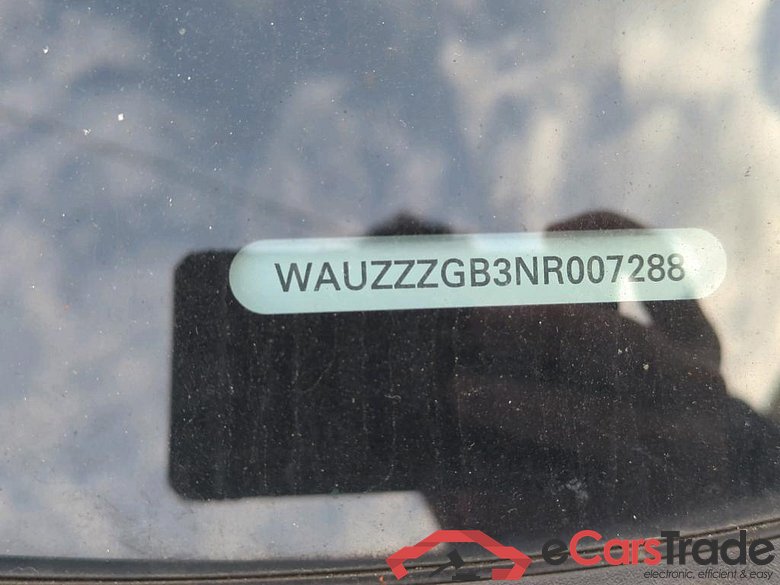 WAUZZZGB3NR007288
eCarsTrade
electronic, efficient & easy